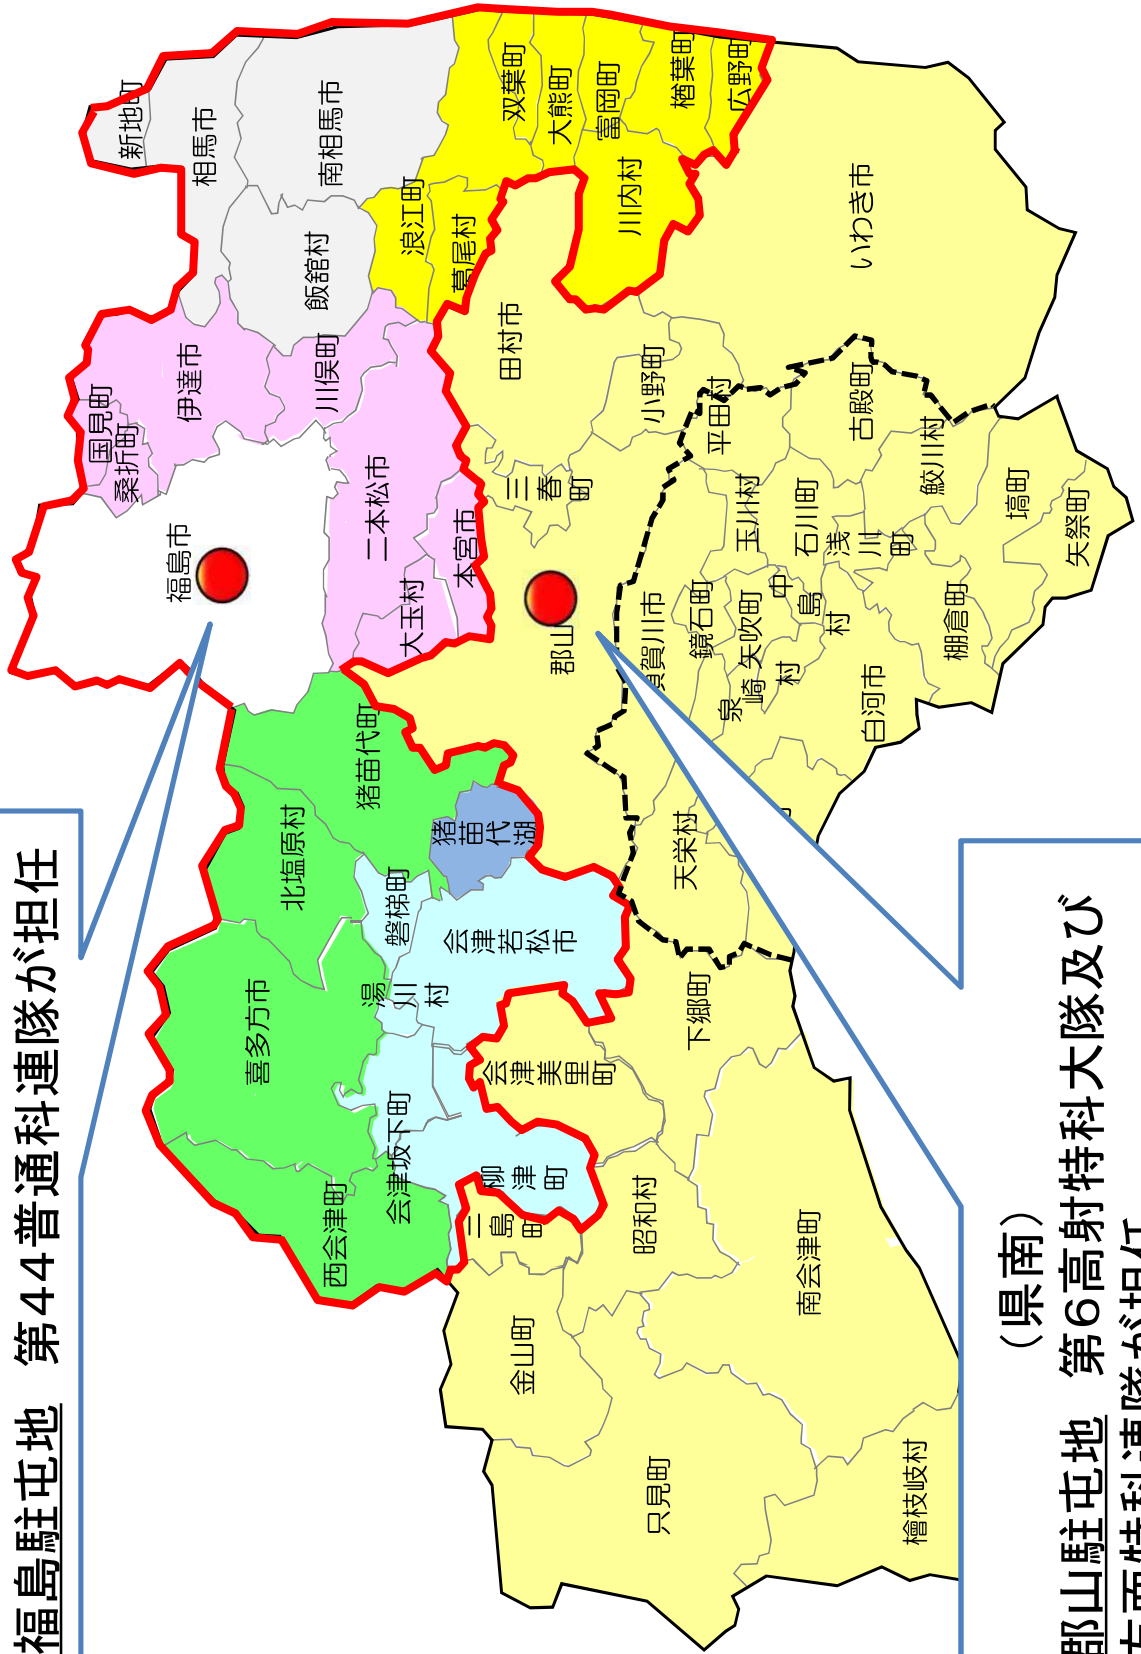 福島駐屯地　第４４普通科連隊が担任
新地町
相馬市
南相馬市
飯舘村
双葉町
大熊町
富岡町
楢葉町
広野町
浪江町
葛尾村
川内村
いわき市
国見町
桑折町
伊達市
川俣町
福島市
二本松市
本宮市
大玉村
田村市
小野町
三春町
郡山
平田村
古殿町
玉川村
石川町
浅川町
鮫川村
塙町
矢祭町
棚倉町
鏡石町
矢吹町
中島村
泉崎村
白河市
須賀川市
天栄村
下郷町
猪苗代町
猪苗代湖
北塩原村
磐梯町
会津若松市
湯川村
喜多方市
会津坂下町
会津美里町
西会津町
柳津町
三島町
昭和村
金山町
只見町
南会津町
檜枝岐村
（県南）
郡山駐屯地　第６高射特科大隊及び